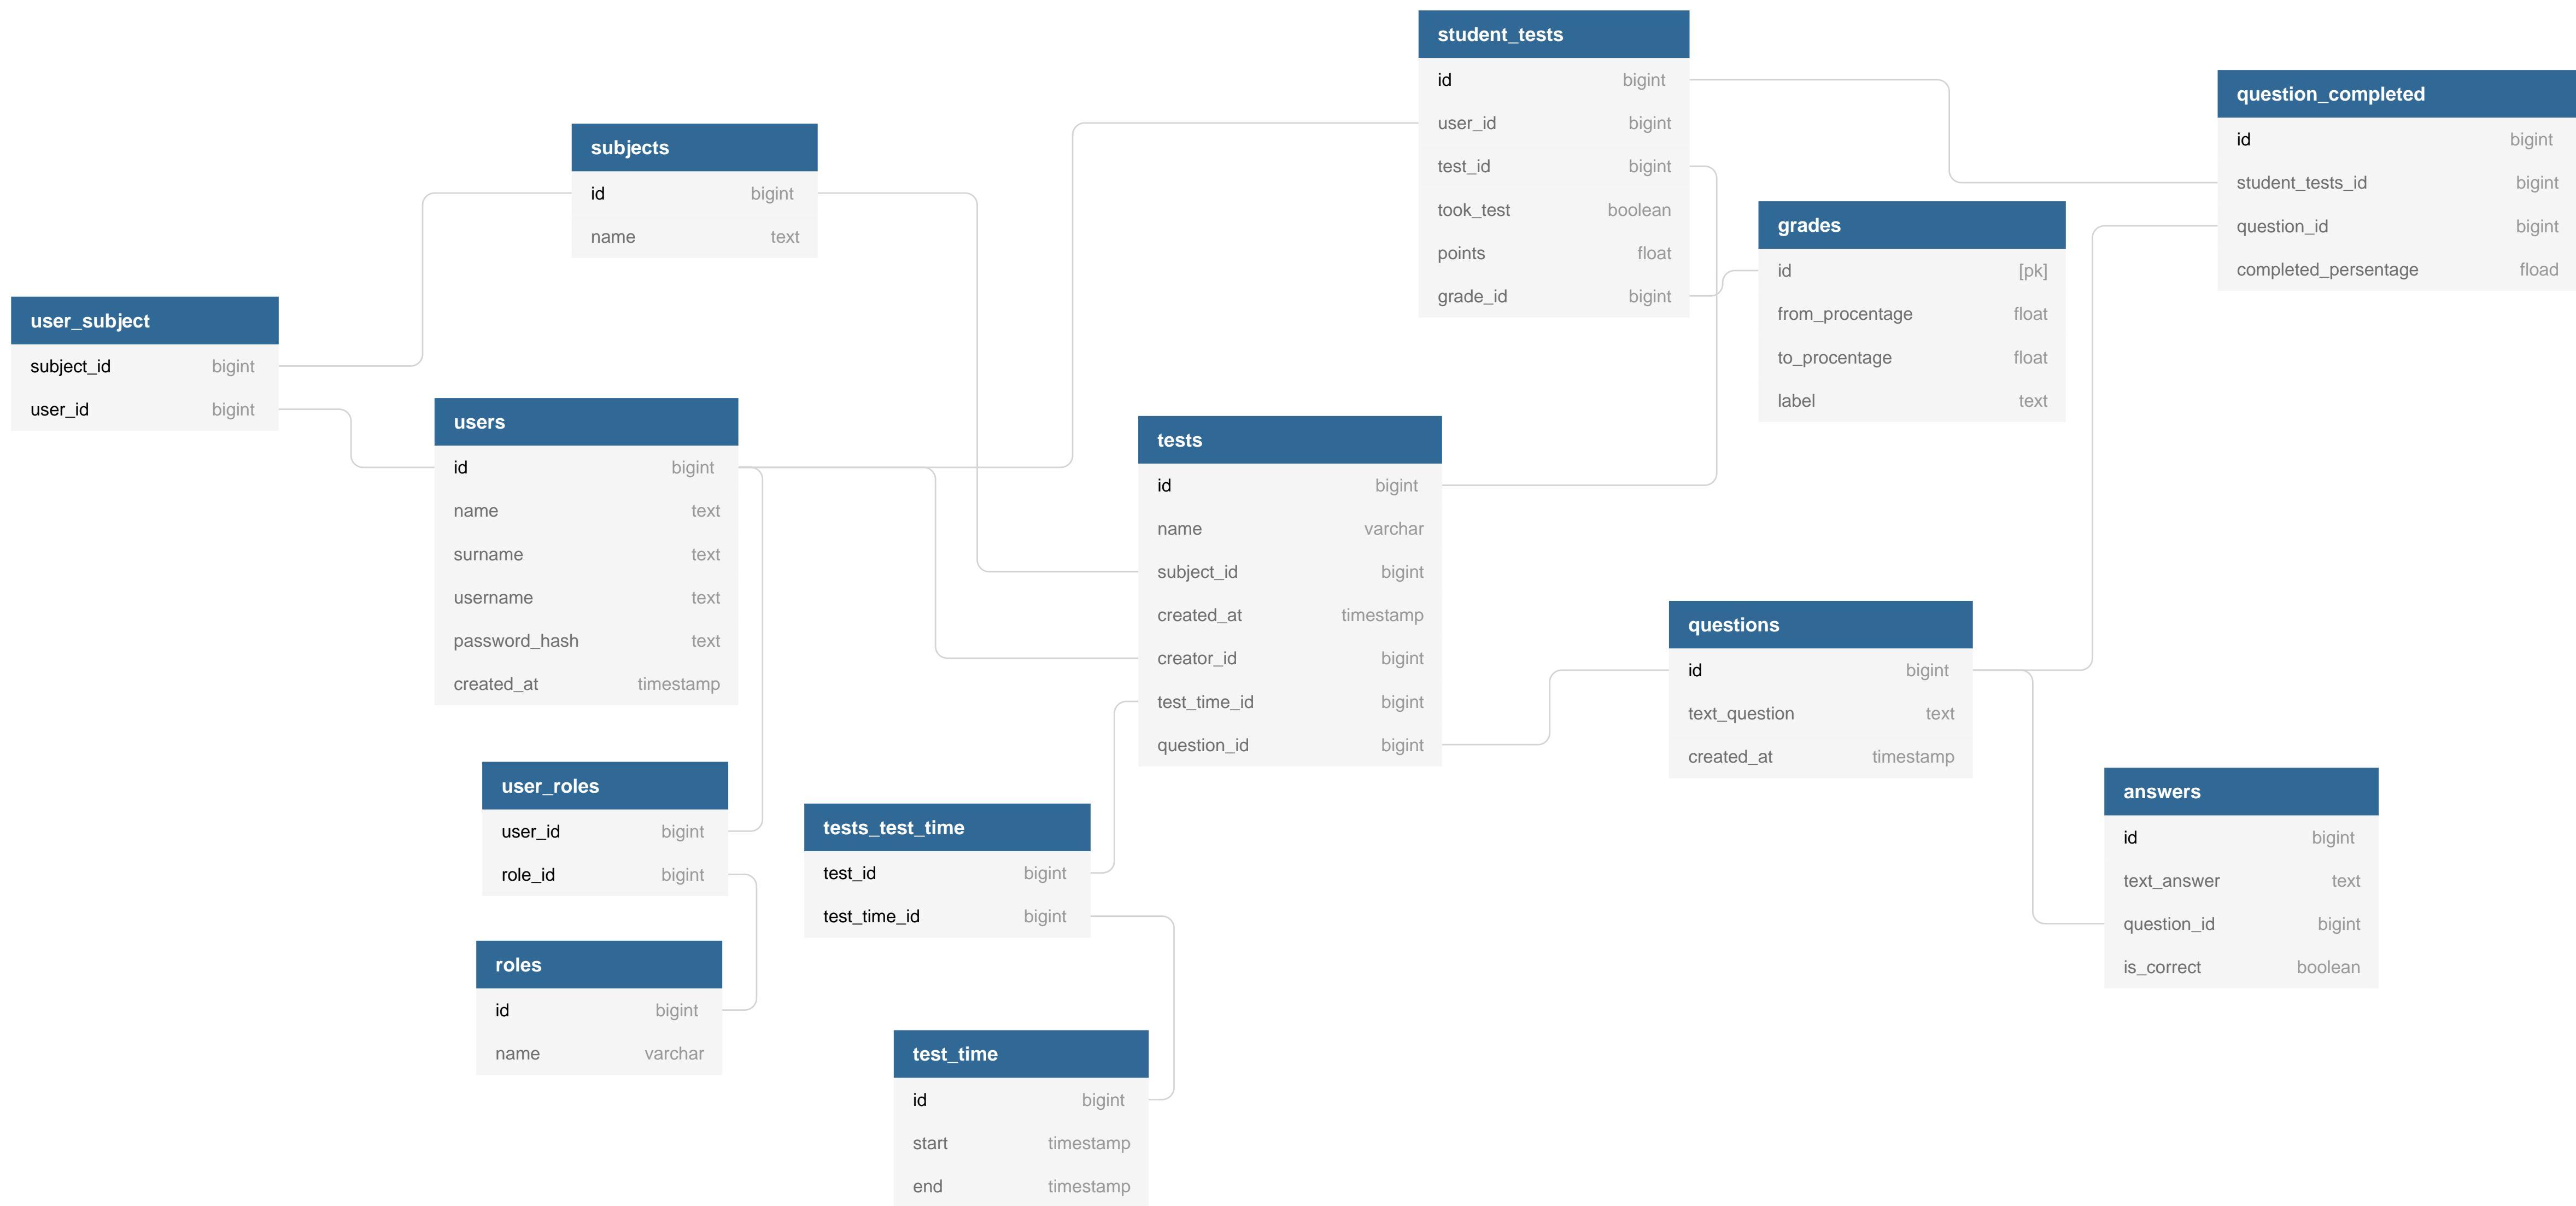 student_tests
id bigint
user_id bigint
test_id bigint
took_test boolean
points float
grade_id bigint
question_completed
id bigint
student_tests_id bigint
question_id bigint
completed_persentage fload
subjects
id bigint
name text
grades
id [pk]
from_procentage float
to_procentage float
label text
user_subject
subject_id bigint
user_id bigint
users
id bigint
name text
surname text
username text
password_hash text
created_at timestamp
tests
id bigint
name varchar
subject_id bigint
created_at timestamp
creator_id bigint
test_time_id bigint
question_id bigint
questions
id bigint
text_question text
created_at timestamp
user_roles
user_id bigint
role_id bigint
tests_test_time
test_id bigint
test_time_id bigint
answers
id bigint
text_answer text
question_id bigint
is_correct boolean
roles
id bigint
name varchar
test_time
id bigint
start timestamp
end timestamp